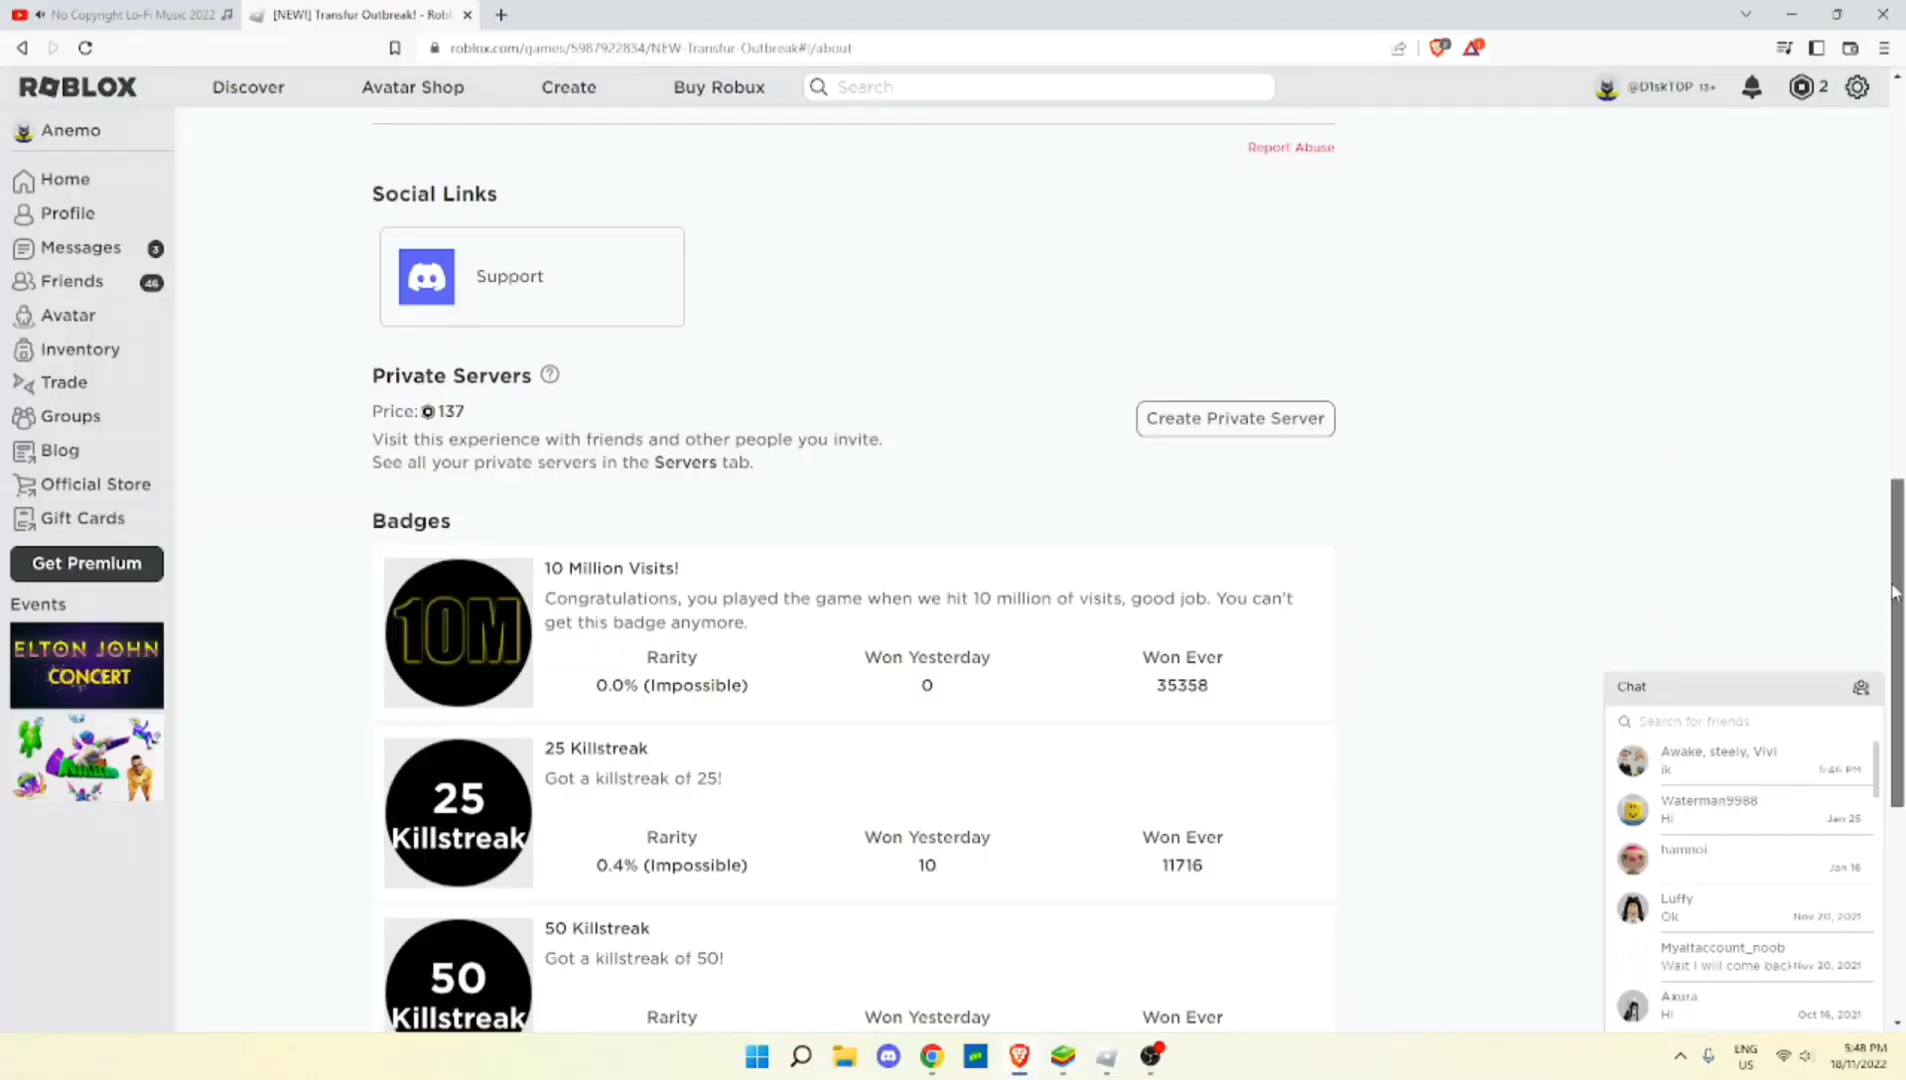 No Copyright Lo-Fi Music 2022
[NEW!] Transfur Outbreak! - Robl
roblox.com/games/5987922834/NEW-Transfur-Outbreak#!/about
ROBLOX
Discover
Avatar Shop
Create
Buy Robux
Search
@D1skTOP 13+
2
Anemo
Home
Profile
Messages 3
Friends 46
Avatar
Inventory
Trade
Groups
Blog
Official Store
Gift Cards
Get Premium
Events
ELTON JOHN
CONCERT
Report Abuse
Social Links
Support
Private Servers ?
Price: 137
Create Private Server
Visit this experience with friends and other people you invite.
See all your private servers in the Servers tab.
Badges
10M
10 Million Visits!
Congratulations, you played the game when we hit 10 million of visits, good job. You can't
get this badge anymore.
Rarity Won Yesterday Won Ever
0.0% (Impossible) 0 35358
25
Killstreak
25 Killstreak
Got a killstreak of 25!
Rarity Won Yesterday Won Ever
0.4% (Impossible) 10 11716
50
Killstreak
50 Killstreak
Got a killstreak of 50!
Rarity Won Yesterday Won Ever
Chat
Search for friends
Awake, steely, Vivi
ik 5:46 PM
Waterman9988
Hi Jan 25
hamnoi
Jan 16
Luffy
Ok Nov 20, 2021
Myaltaccount_noob
Wait I will come back Nov 20, 2021
Axura
Hi Oct 16, 2021
ENG
US
5:48 PM
18/11/2022